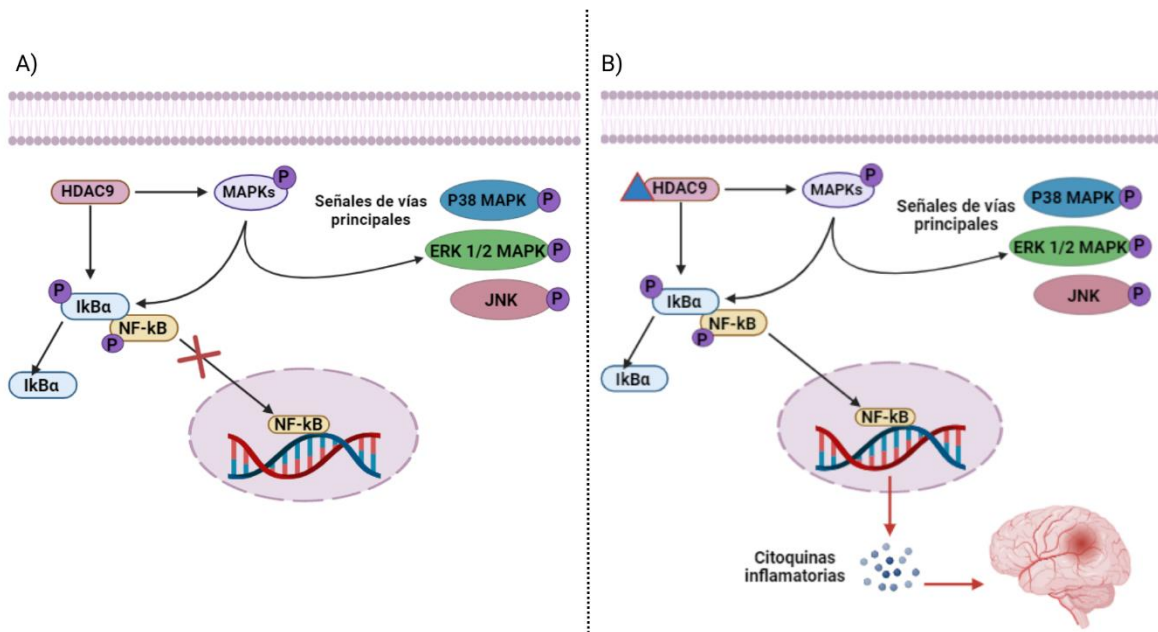 A)
HDAC9
MAPKs
P
Señales de vías
principales
P38 MAPK
P
ERK 1/2 MAPK
P
JNK
P
P
IkBα
NF-kB
P
IkBα
NF-kB
B)
HDAC9
MAPKs
P
Señales de vías
principales
P38 MAPK
P
ERK 1/2 MAPK
P
JNK
P
P
IkBα
NF-kB
P
IkBα
NF-kB
Citoquinas
inflamatorias